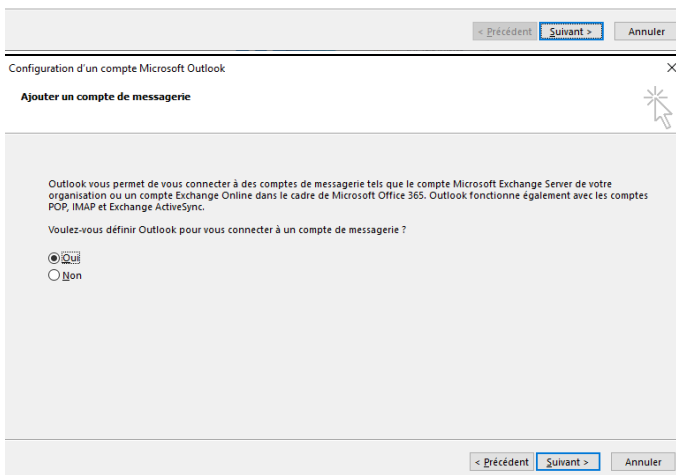 < Précédent Suivant > Annuler
Configuration d'un compte Microsoft Outlook
Ajouter un compte de messagerie
Outlook vous permet de vous connecter à des comptes de messagerie tels que le compte Microsoft Exchange Server de votre
organisation ou un compte Exchange Online dans le cadre de Microsoft Office 365. Outlook fonctionne également avec les comptes
POP, IMAP et Exchange ActiveSync.
Voulez-vous définir Outlook pour vous connecter à un compte de messagerie ?
Oui
Non
< Précédent Suivant > Annuler